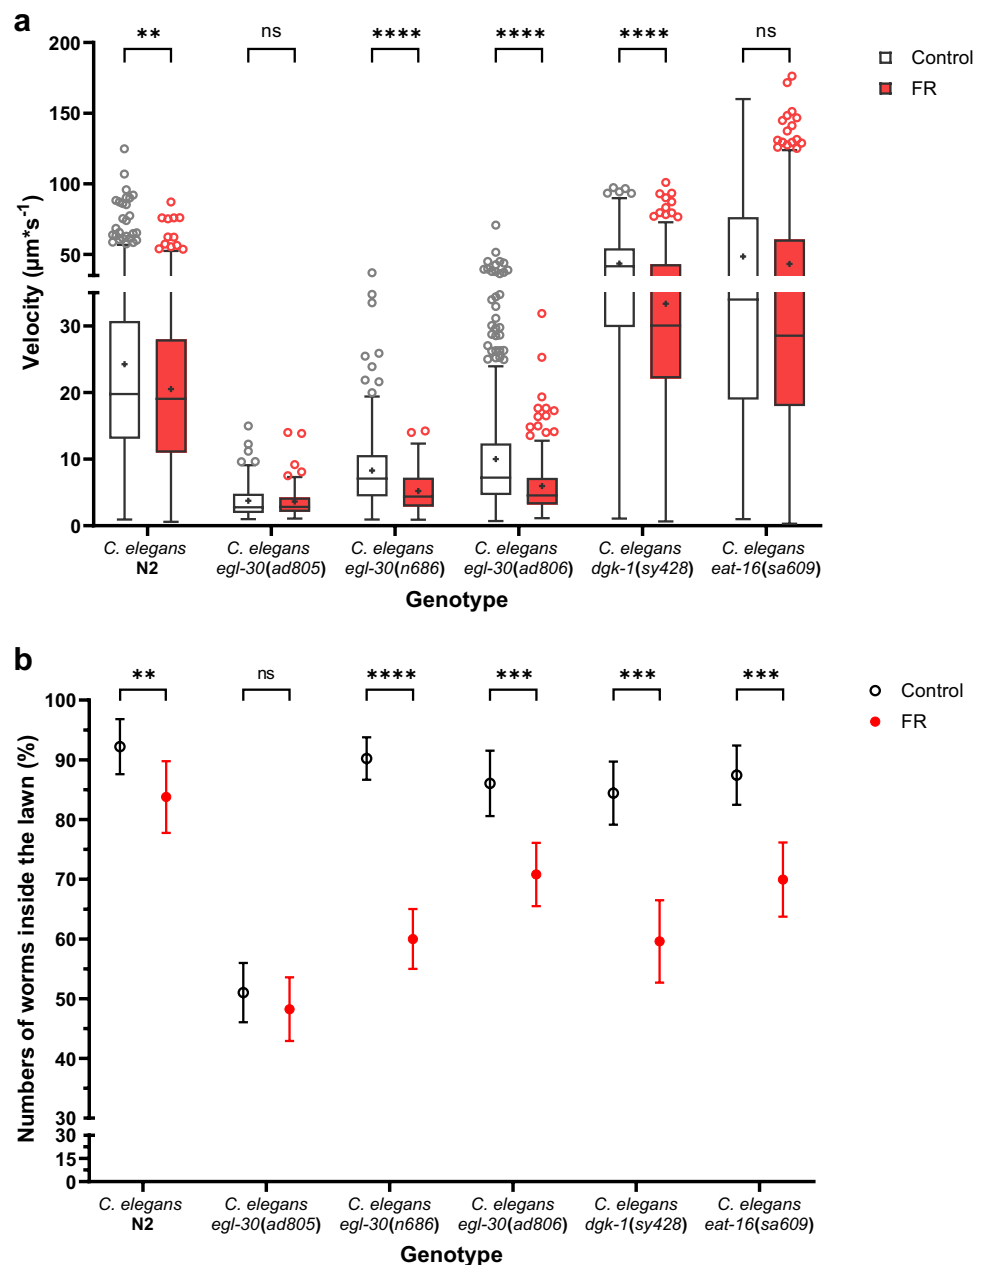 a
** ns **** **** **** ns
Control
FR
200
150
100
50
30
20
10
0
Velocity (μm*s⁻¹)
C. elegans C. elegans C. elegans C. elegans C. elegans C. elegans
N2 egl-30(ad805) egl-30(n686) egl-30(ad806) dgk-1(sy428) eat-16(sa609)
Genotype
b
** ns **** *** *** ***
Control
FR
100
90
80
70
60
50
40
30
30
15
0
Numbers of worms inside the lawn (%)
C. elegans C. elegans C. elegans C. elegans C. elegans C. elegans
N2 egl-30(ad805) egl-30(n686) egl-30(ad806) dgk-1(sy428) eat-16(sa609)
Genotype